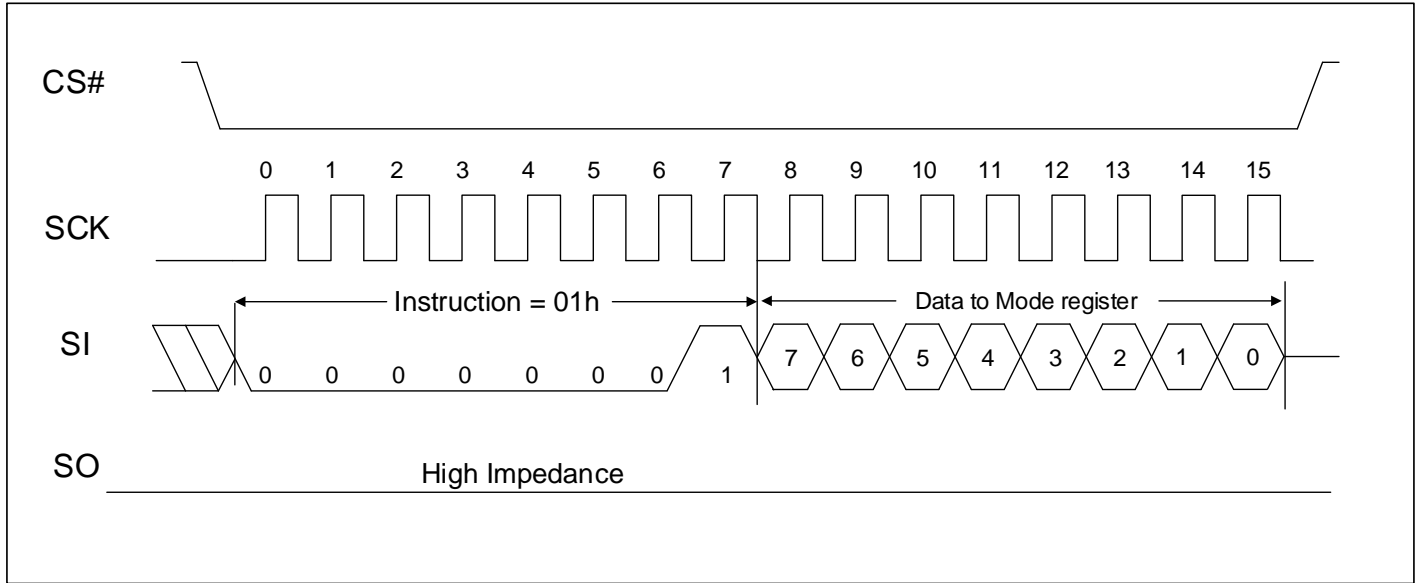 CS#
0 1 2 3 4 5 6 7 8 9 10 11 12 13 14 15
SCK
Instruction = 01h Data to Mode register
SI
0 0 0 0 0 0 0 1 7 6 5 4 3 2 1 0
SO
High Impedance